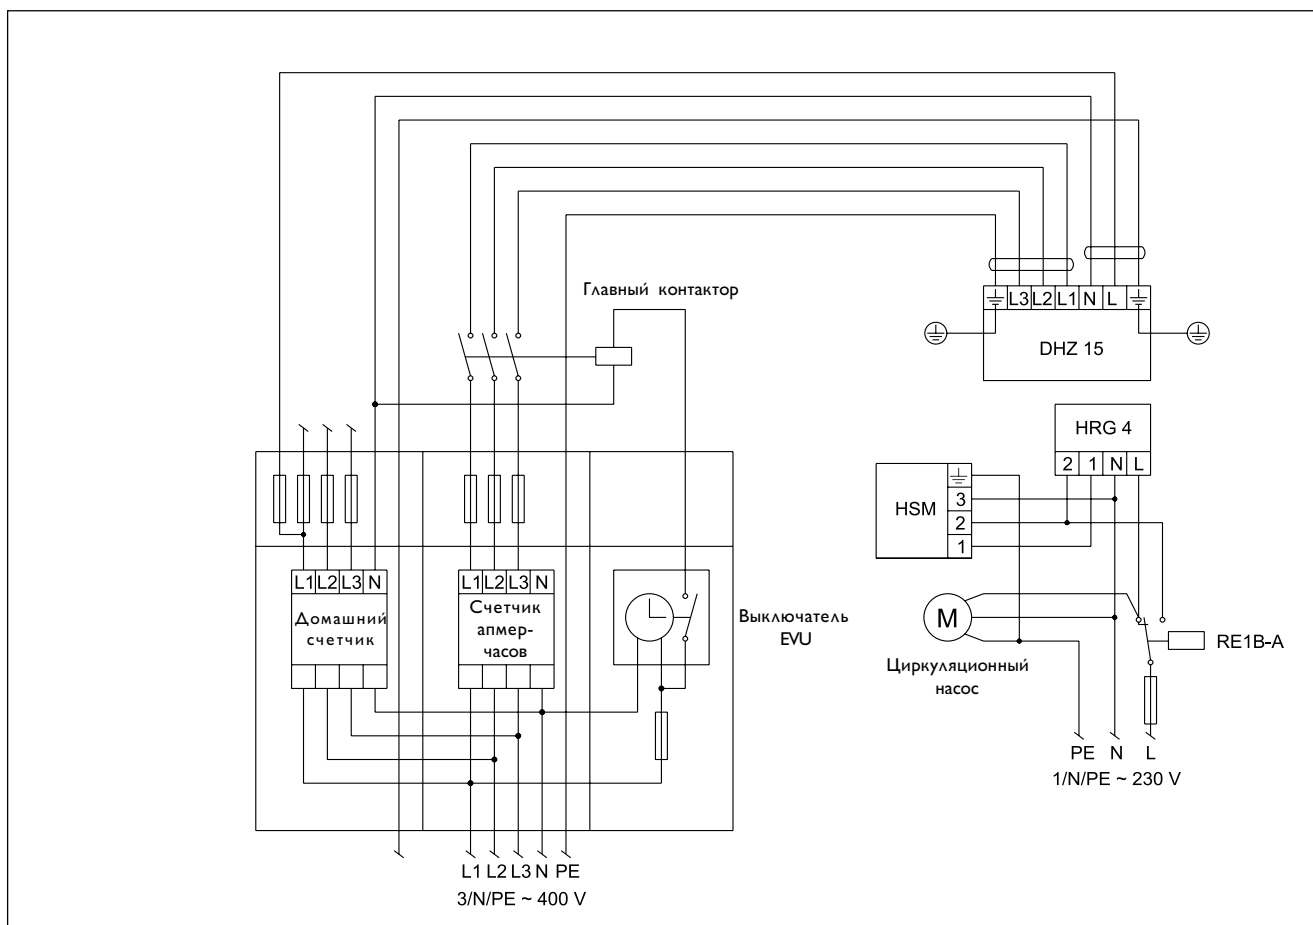 Главный контактор
L3 L2 L1 N L
DHZ 15
HRG 4
2 1 N L
HSM
3
2
1
L1 L2 L3 N
Домашний
счетчик
L1 L2 L3 N
Счетчик
апмер-
часов
Выключатель
EVU
M
Циркуляционный
насос
RE1B-A
PE N L
1/N/PE ~ 230 V
L1 L2 L3 N PE
3/N/PE ~ 400 V